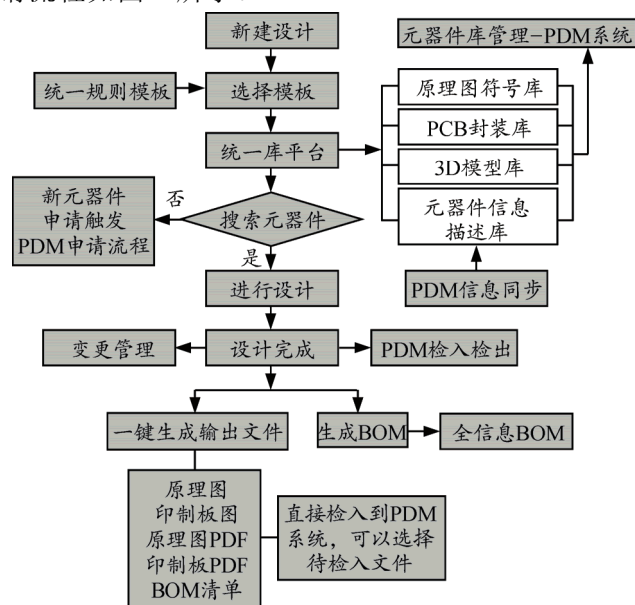 新建设计
元器件库管理-PDM系统
统一规则模板
选择模板
原理图符号库
统一库平台
PCB封装库
3D模型库
新元器件
申请触发
PDM申请流程
否
搜索元器件
元器件信息
描述库
是
进行设计
PDM信息同步
变更管理
设计完成
PDM检入检出
一键生成输出文件
生成BOM
全信息BOM
原理图
印制板图
原理图PDF
印制板PDF
BOM清单
直接检入到PDM
系统，可以选择
待检入文件